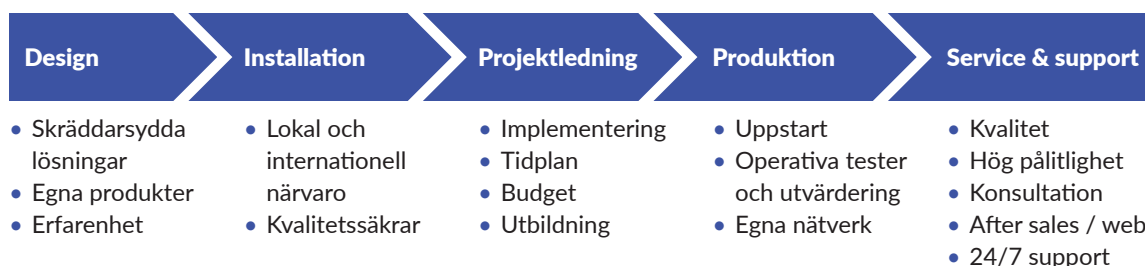 Design
Installation
Projektledning
Produktion
Service & support
• Skräddarsydda
lösningar
• Egna produkter
• Erfarenhet
• Lokal och
internationell
närvaro
• Kvalitetssäkrar
• Implementering
• Tidplan
• Budget
• Utbildning
• Uppstart
• Operativa tester
och utvärdering
• Egna nätverk
• Kvalitet
• Hög pålitlighet
• Konsultation
• After sales / web
• 24/7 support